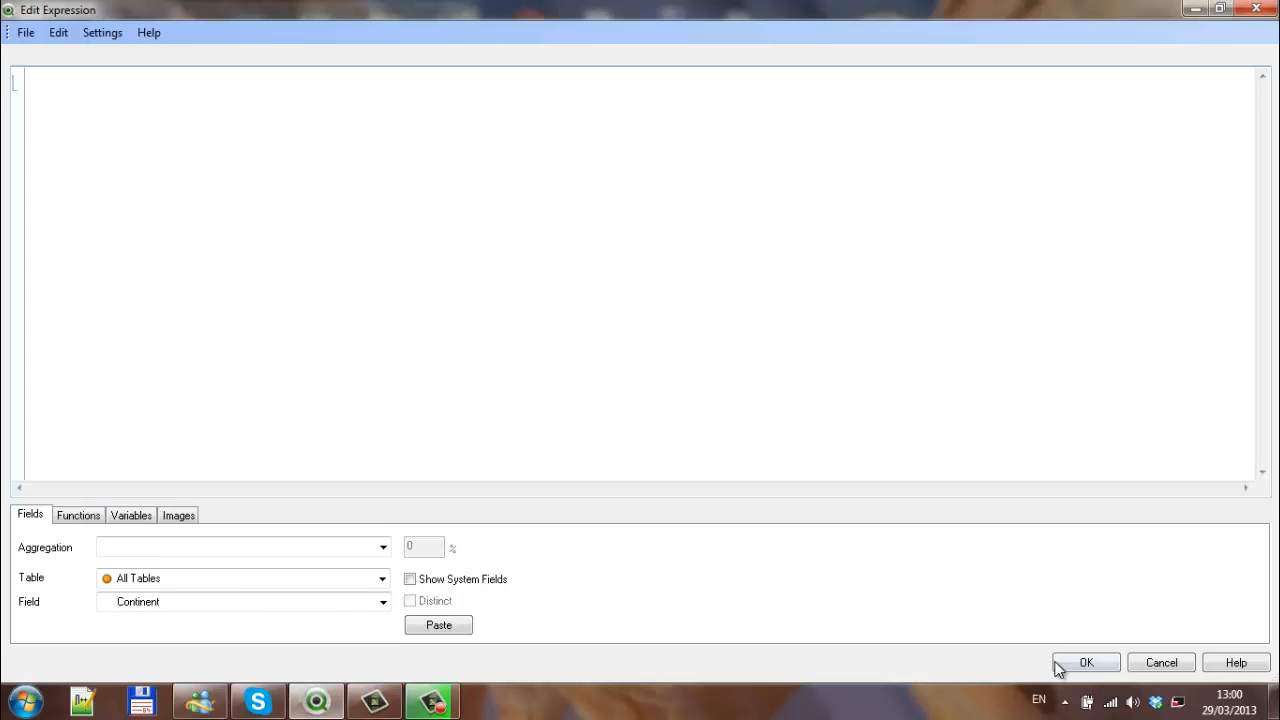 Edit Expression
File Edit Settings Help
Fields Functions Variables Images
Aggregation 0 %
Table All Tables Show System Fields
Field Continent Distinct
Paste
OK Cancel Help
EN 13:00
29/03/2013